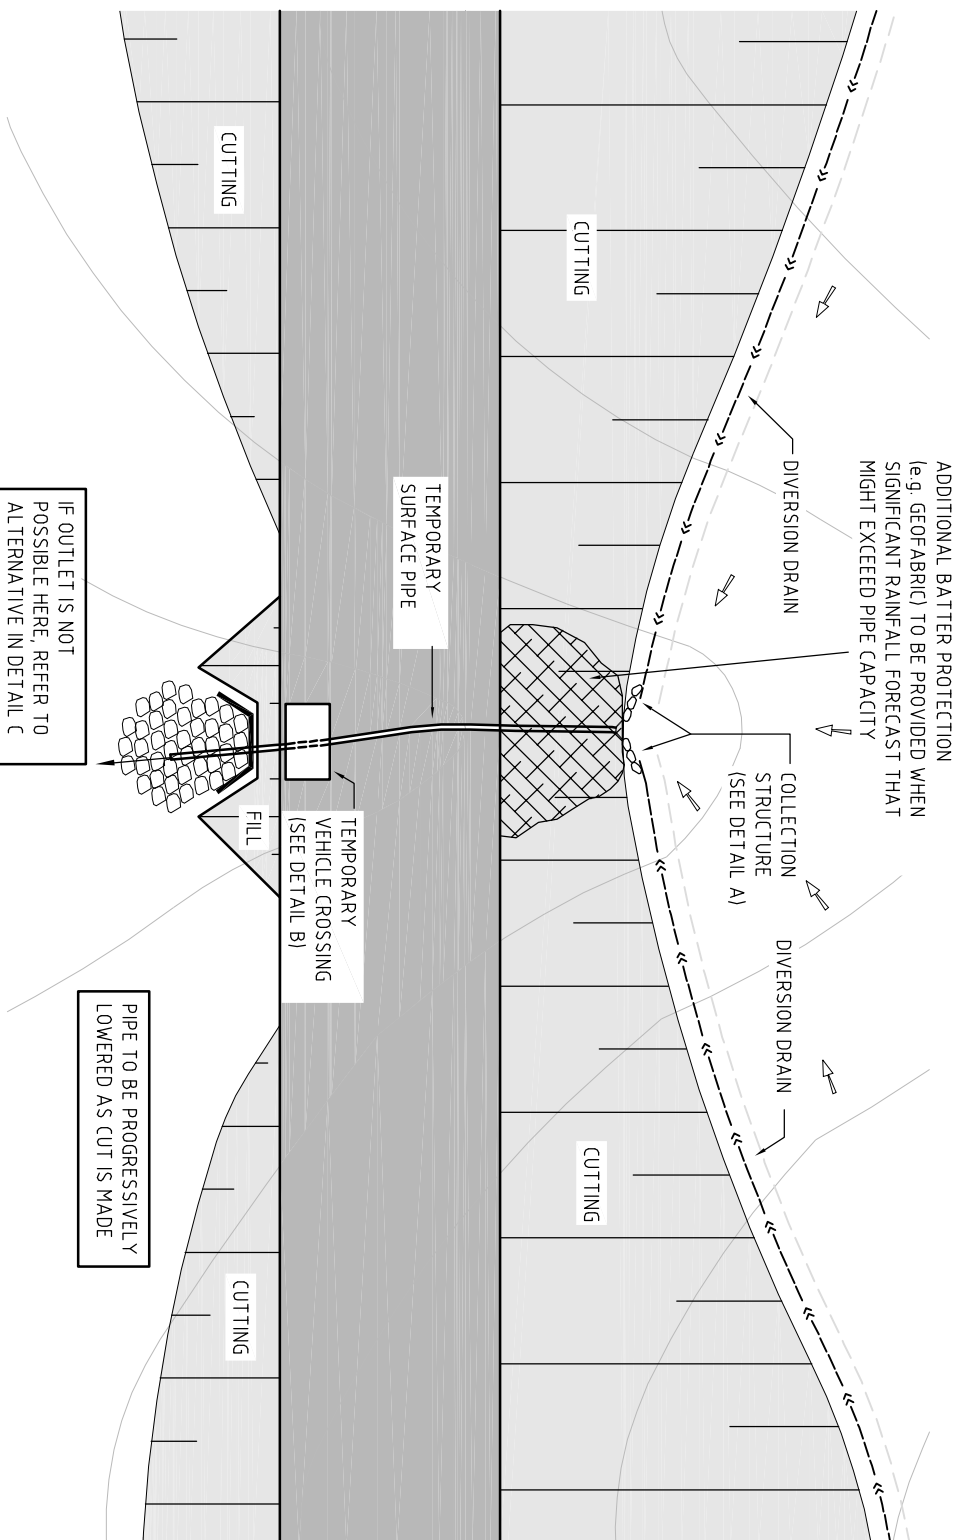 ADDITIONAL BATTER PROTECTION
(e.g. GEOFABRIC) TO BE PROVIDED WHEN
SIGNIFICANT RAINFALL FORECAST THAT
MIGHT EXCEED PIPE CAPACITY
DIVERSION DRAIN
COLLECTION
STRUCTURE
(SEE DETAIL A)
DIVERSION DRAIN
CUTTING
CUTTING
TEMPORARY
SURFACE PIPE
TEMPORARY
VEHICLE CROSSING
(SEE DETAIL B)
CUTTING
FILL
CUTTING
IF OUTLET IS NOT
POSSIBLE HERE, REFER TO
ALTERNATIVE IN DETAIL C
PIPE TO BE PROGRESSIVELY
LOWERED AS CUT IS MADE